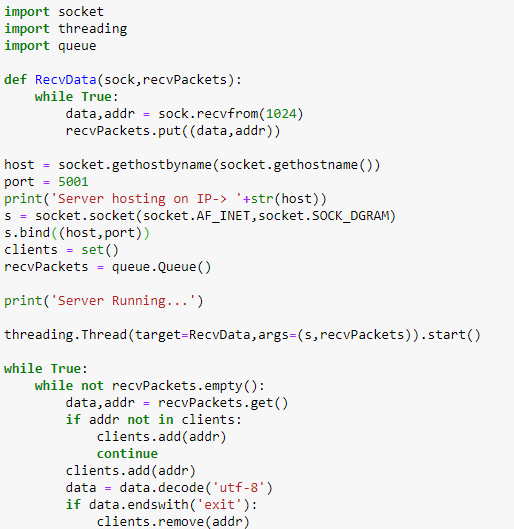 import socket
import threading
import queue
def RecvData(sock,recvPackets):
    while True:
        data,addr = sock.recvfrom(1024)
        recvPackets.put((data,addr))
host = socket.gethostbyname(socket.gethostname())
port = 5001
print('Server hosting on IP-> '+str(host))
s = socket.socket(socket.AF_INET,socket.SOCK_DGRAM)
s.bind((host,port))
clients = set()
recvPackets = queue.Queue()
print('Server Running...')
threading.Thread(target=RecvData,args=(s,recvPackets)).start()
while True:
    while not recvPackets.empty():
        data,addr = recvPackets.get()
        if addr not in clients:
            clients.add(addr)
            continue
        clients.add(addr)
        data = data.decode('utf-8')
        if data.endswith('exit'):
            clients.remove(addr)